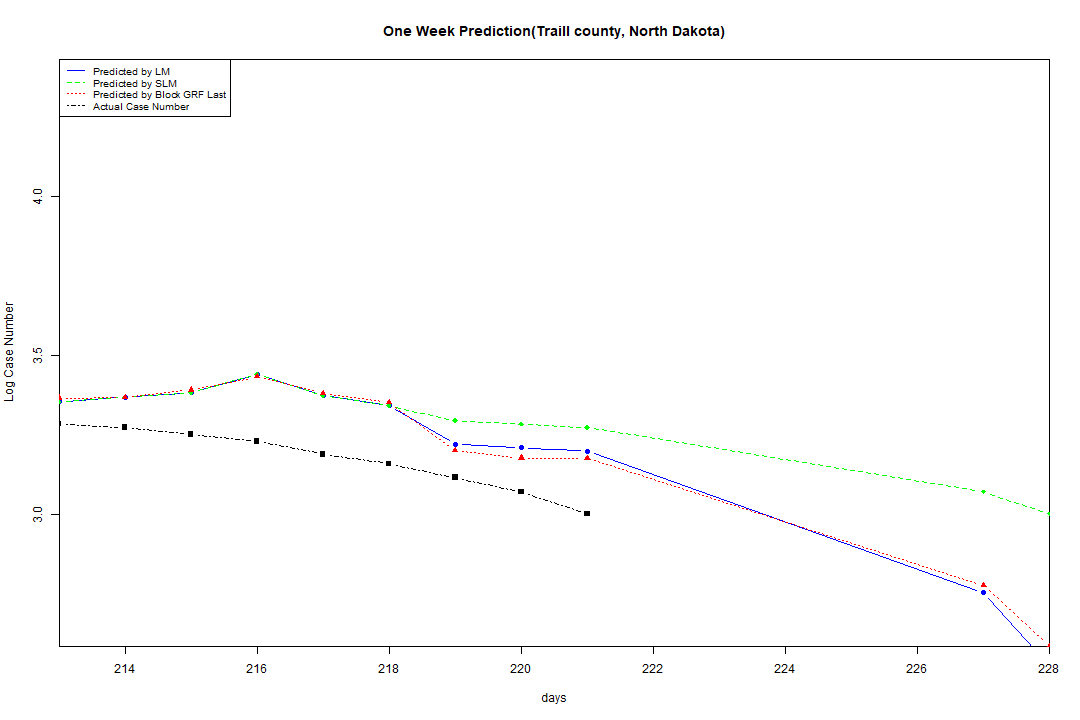 One Week Prediction(Traill county, North Dakota)
Predicted by LM
Predicted by SLM
Predicted by Block GRF Last
Actual Case Number
4.0
3.5
3.0
Log Case Number
214 216 218 220 222 224 226 228
days